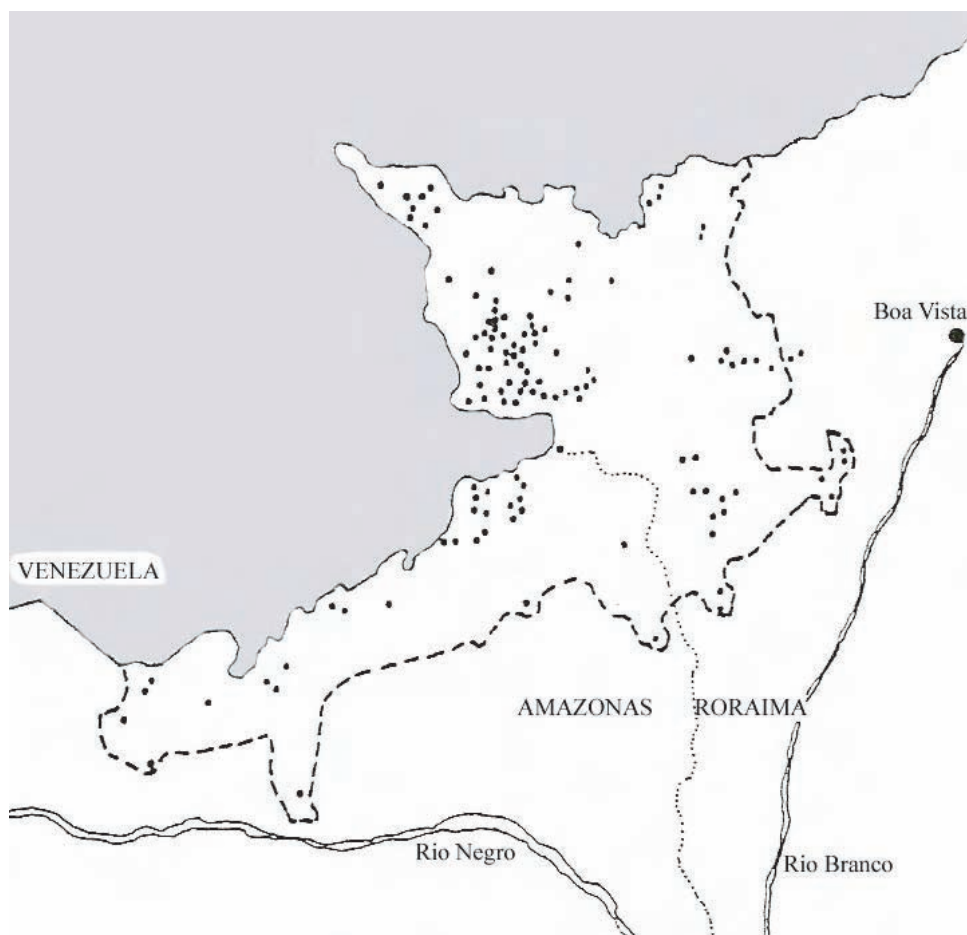 Boa Vista
VENEZUELA
AMAZONAS
RORAIMA
Rio Negro
Rio Branco